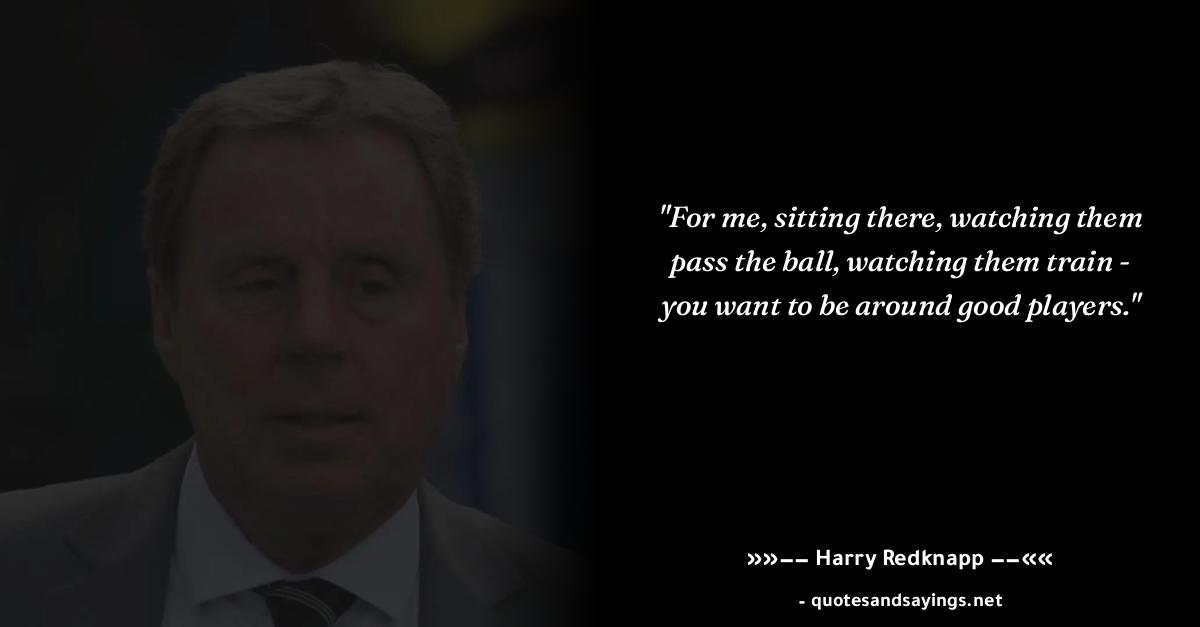 "For me, sitting there, watching them
pass the ball, watching them train -
you want to be around good players."
»»−− Harry Redknapp −−««
- quotesandsayings.net